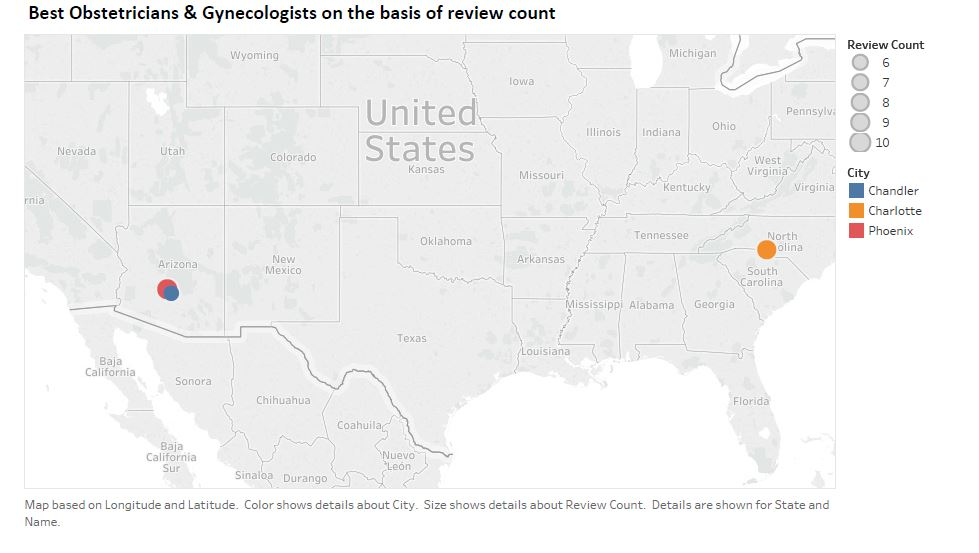 Best Obstetricians & Gynecologists on the basis of review count
Review Count
6
7
8
9
10
City
Chandler
Charlotte
Phoenix
Wyoming
Michigan
Iowa
United
States
Pennsylva
Nevada
Utah
Colorado
Illinois
Indiana
Ohio
Kansas
Missouri
West
Virginia
Kentucky
Virginia
rnia
Oklahoma
Tennessee
North
olina
Arizona
New
Mexico
Arkansas
South
Carolina
Mississippi
Alabama
Georgia
Texas
Louisiana
Baja
California
Sonora
Chihuahua
Florida
Coahuila
Baja
California
Sur
Nuevo
León
Sinaloa
Durango
Map based on Longitude and Latitude.  Color shows details about City.  Size shows details about Review Count.  Details are shown for State and
Name.